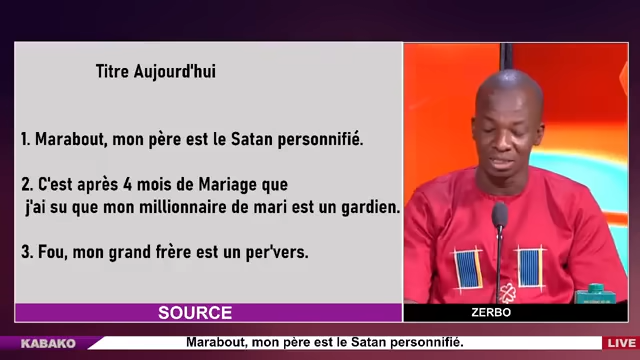 Titre Aujourd'hui
1. Marabout, mon père est le Satan personnifié.
2. C'est après 4 mois de Mariage que
j'ai su que mon millionnaire de mari est un gardien.
3. Fou, mon grand frère est un per'vers.
SOURCE
ZERBO
KABAKO
Marabout, mon père est le Satan personnifié.
LIVE